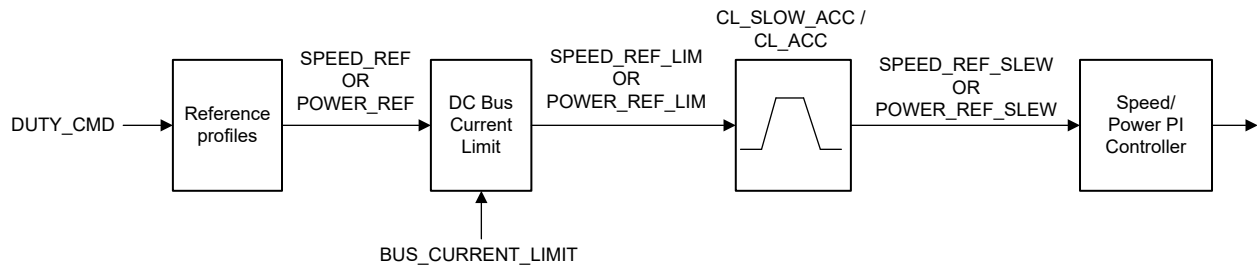 DUTY_CMD
Reference
profiles
SPEED_REF
OR
POWER_REF
DC Bus
Current
Limit
BUS_CURRENT_LIMIT
SPEED_REF_LIM
OR
POWER_REF_LIM
CL_SLOW_ACC /
CL_ACC
SPEED_REF_SLEW
OR
POWER_REF_SLEW
Speed/
Power PI
Controller